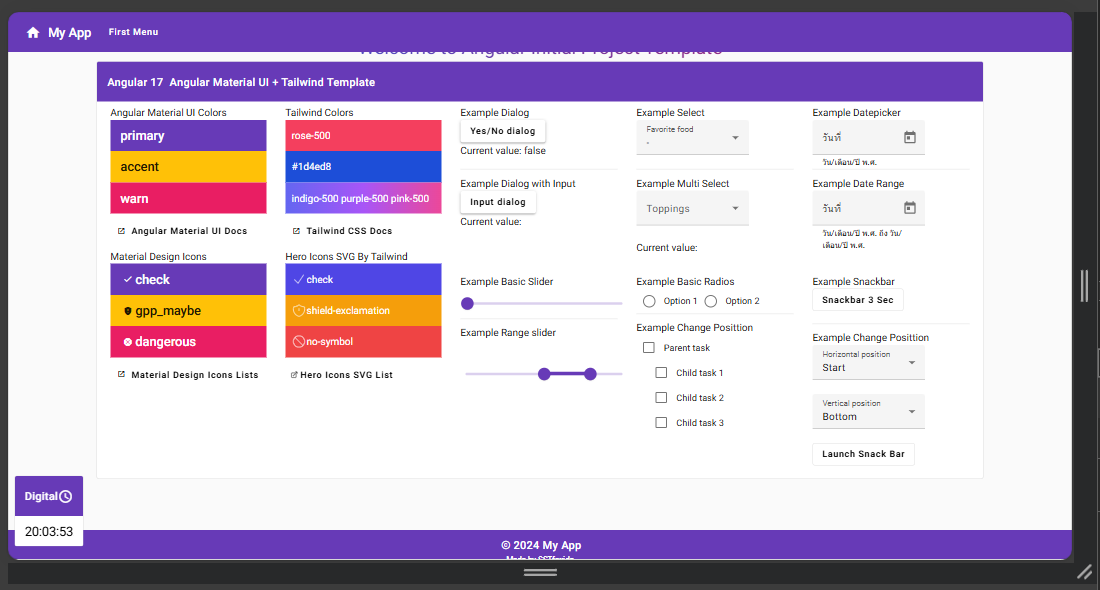 My App
First Menu
Welcome to Angular Initial Project Template
Angular 17 Angular Material UI + Tailwind Template
Angular Material UI Colors
primary
accent
warn
Angular Material UI Docs
Material Design Icons
check
gpp_maybe
dangerous
Material Design Icons Lists
Tailwind Colors
rose-500
#1d4ed8
indigo-500 purple-500 pink-500
Tailwind CSS Docs
Hero Icons SVG By Tailwind
check
shield-exclamation
no-symbol
Hero Icons SVG List
Example Dialog
Yes/No dialog
Current value: false
Example Dialog with Input
Input dialog
Current value:
Example Basic Slider
Example Range slider
Example Select
Favorite food
-
Example Multi Select
Toppings
Current value:
Example Basic Radios
Option 1
Option 2
Example Change Posittion
Parent task
Child task 1
Child task 2
Child task 3
Example Datepicker
วันที่
วัน/เดือน/ปี พ.ศ.
Example Date Range
วันที่
วัน/เดือน/ปี พ.ศ. ถึง วัน/
เดือน/ปี พ.ศ.
Example Snackbar
Snackbar 3 Sec
Example Change Posittion
Horizontal position
Start
Vertical position
Bottom
Launch Snack Bar
Digital
20:03:53
© 2024 My App
Made by